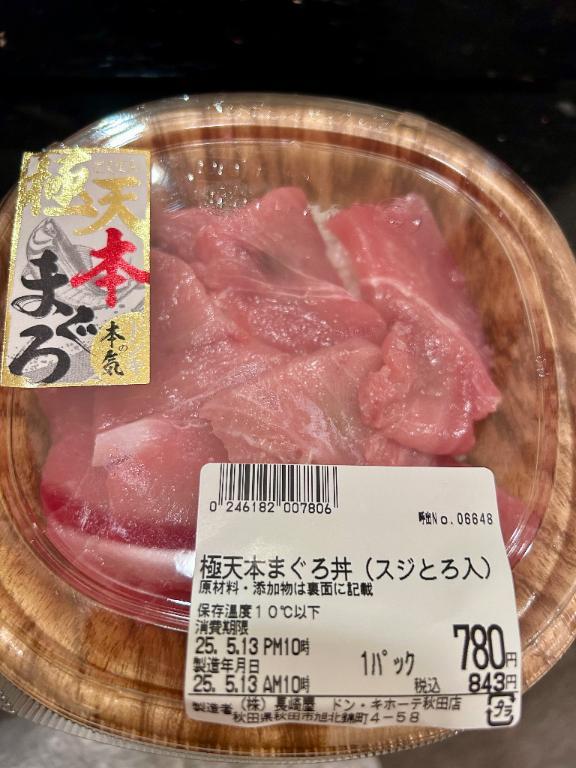 極天
本
まぐろ
本の気
0 246182 007806
呼出No.06648
極天本まぐろ丼（スジとろ入）
原材料・添加物は裏面に記載
保存温度10℃以下
消費期限
25. 5.13 PM10時
製造年月日
25. 5.13 AM10時
1パック
780円
税込 843円
製造者（株）長崎屋 ドン・キホーテ秋田店
秋田県秋田市旭北錦町4-58
プラ